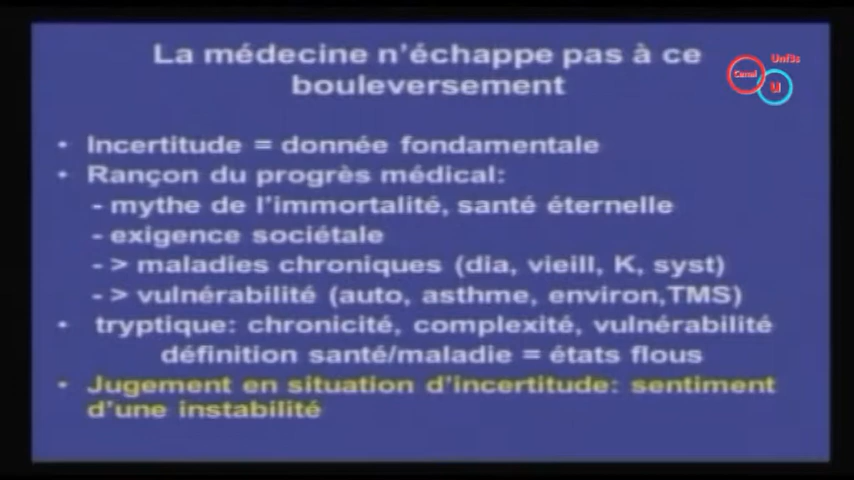 La médecine n'échappe pas à ce
bouleversement
Canal
Unf3s
u
• Incertitude = donnée fondamentale
• Rançon du progrès médical:
- mythe de l'immortalité, santé éternelle
- exigence sociétale
- > maladies chroniques (dia, vieill, K, syst)
- > vulnérabilité (auto, asthme, environ,TMS)
• tryptique: chronicité, complexité, vulnérabilité
définition santé/maladie = états flous
• Jugement en situation d'incertitude: sentiment
d'une instabilité